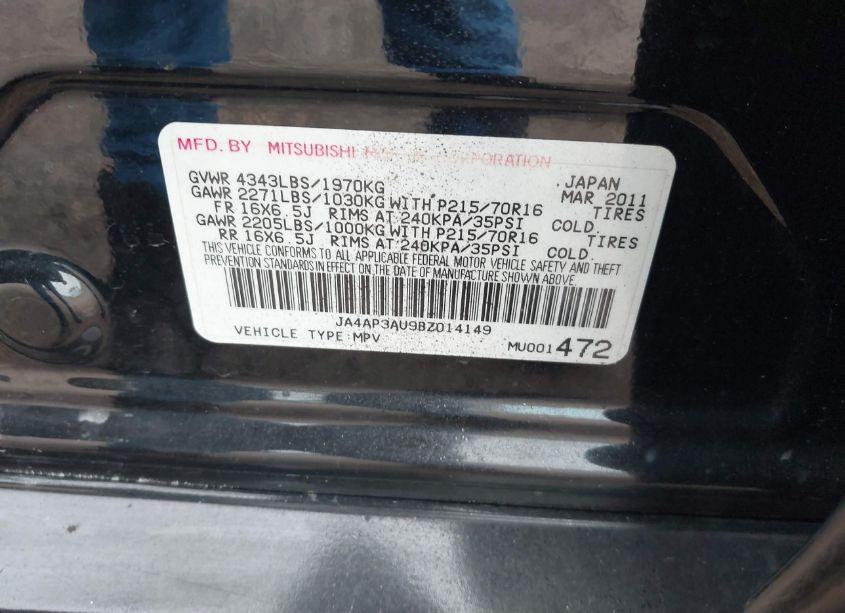 MFD. BY MITSUBISHI CORPORATION
GVWR 4343LBS/1970KG JAPAN
GAWR 2271LBS/1030KG WITH P215/70R16 MAR 2011
FR 16X6.5J RIMS AT 240KPA/35PSI COLD. TIRES
GAWR 2205LBS/1000KG WITH P215/70R16
RR 16X6.5J RIMS AT 240KPA/35PSI COLD. TIRES
THIS VEHICLE CONFORMS TO ALL APPLICABLE FEDERAL MOTOR VEHICLE SAFETY AND THEFT
PREVENTION STANDARDS IN EFFECT ON THE DATE OF MANUFACTURE SHOWN ABOVE.
JA4AP3AU9BZ014149
VEHICLE TYPE:MPV MU001472